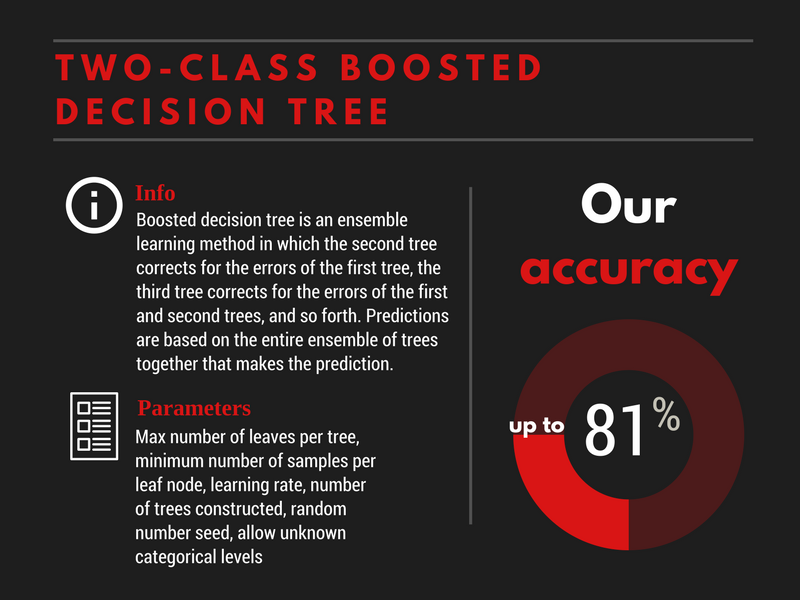 TWO-CLASS BOOSTED
DECISION TREE
Info
Boosted decision tree is an ensemble
learning method in which the second tree
corrects for the errors of the first tree, the
third tree corrects for the errors of the first
and second trees, and so forth. Predictions
are based on the entire ensemble of trees
together that makes the prediction.
Parameters
Max number of leaves per tree,
minimum number of samples per
leaf node, learning rate, number
of trees constructed, random
number seed, allow unknown
categorical levels
Our
accuracy
up to 81%